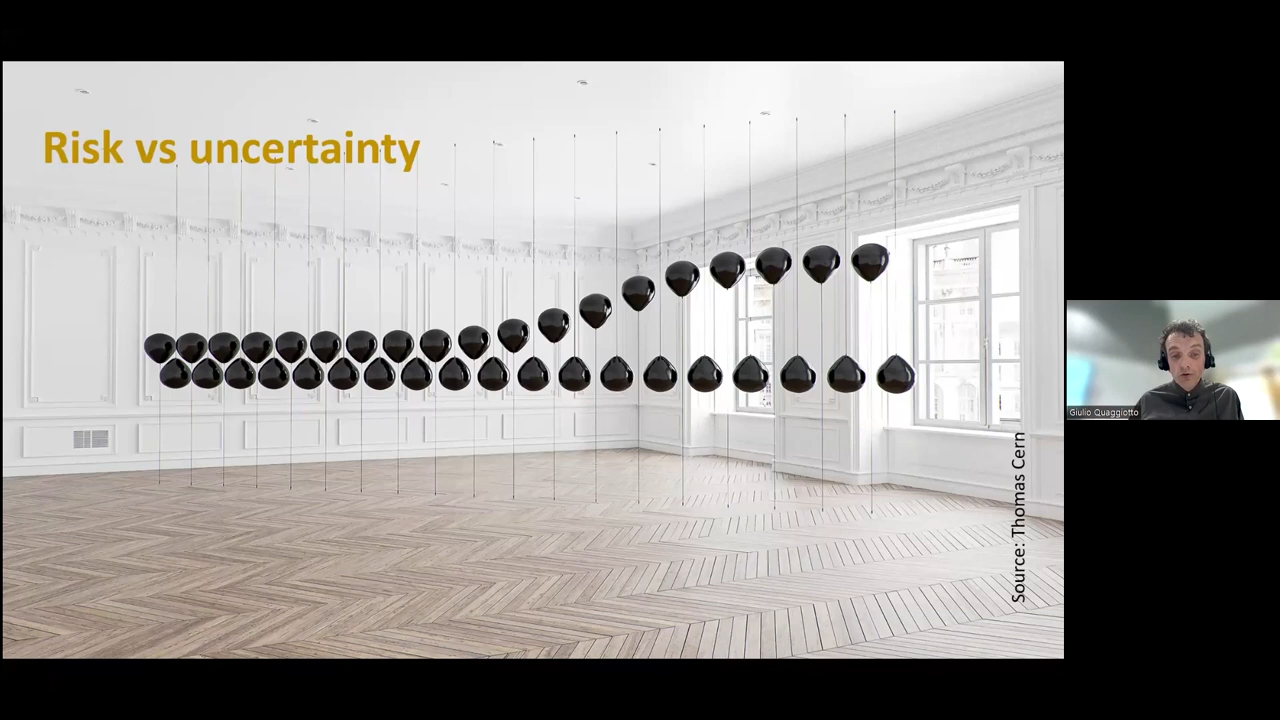 Risk vs uncertainty
Source: Thomas Cern
Giulio Quaggiotto